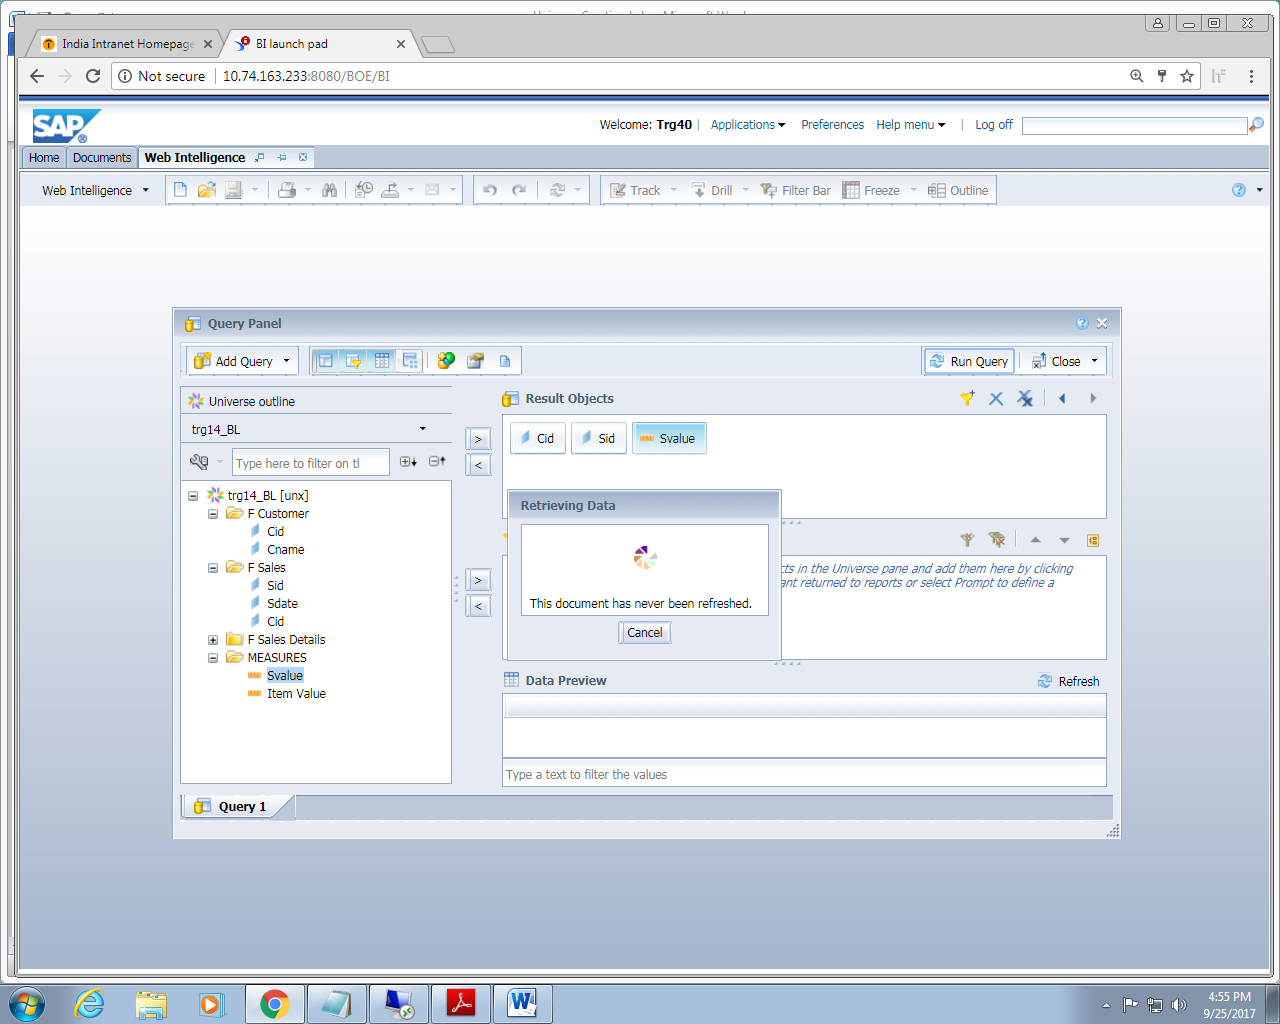 India Intranet Homepage
BI launch pad
Not secure
10.74.163.233:8080/BOE/BI
SAP
Welcome: Trg40
Applications
Preferences
Help menu
Log off
Home
Documents
Web Intelligence
Web Intelligence
Track
Drill
Filter Bar
Freeze
Outline
Query Panel
Add Query
Run Query
Close
Universe outline
Result Objects
trg14_BL
Cid
Sid
Svalue
>
<
Type here to filter on tl
trg14_BL [unx]
F Customer
Cid
Cname
F Sales
Sid
Sdate
Cid
F Sales Details
MEASURES
Svalue
Item Value
Retrieving Data
This document has never been refreshed.
Cancel
cts in the Universe pane and add them here by clicking
ant returned to reports or select Prompt to define a
>
<
Data Preview
Refresh
Type a text to filter the values
Query 1
4:55 PM
9/25/2017